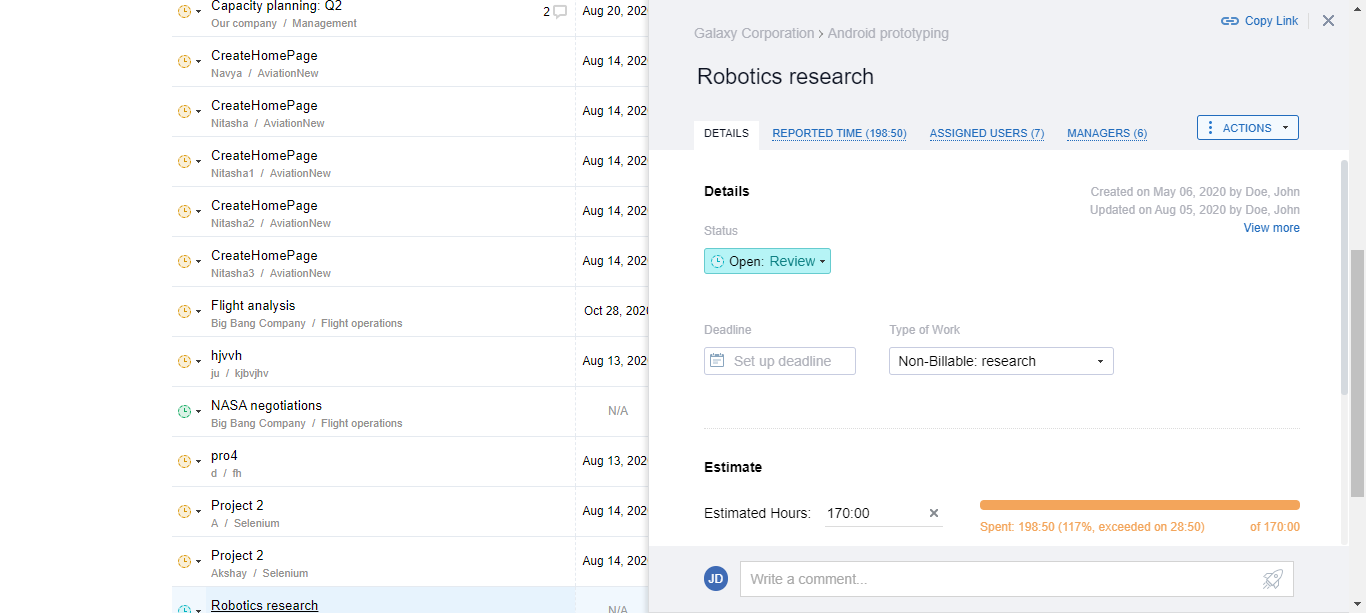 Capacity planning: Q2
Our company / Management
2
Aug 20, 202
CreateHomePage
Navya / AviationNew
Aug 14, 202
CreateHomePage
Nitasha / AviationNew
Aug 14, 202
CreateHomePage
Nitasha1 / AviationNew
Aug 14, 202
CreateHomePage
Nitasha2 / AviationNew
Aug 14, 202
CreateHomePage
Nitasha3 / AviationNew
Aug 14, 202
Flight analysis
Big Bang Company / Flight operations
Oct 28, 202
hjvvh
ju / kjbvjhv
Aug 13, 202
NASA negotiations
Big Bang Company / Flight operations
N/A
pro4
d / fh
Aug 13, 202
Project 2
A / Selenium
Aug 14, 202
Project 2
Akshay / Selenium
Aug 14, 202
Robotics research
N/A
Copy Link
Galaxy Corporation › Android prototyping
Robotics research
DETAILS REPORTED TIME (198:50) ASSIGNED USERS (7) MANAGERS (6)
ACTIONS
Details
Created on May 06, 2020 by Doe, John
Updated on Aug 05, 2020 by Doe, John
View more
Status
Open: Review
Deadline
Type of Work
Set up deadline
Non-Billable: research
Estimate
Estimated Hours: 170:00
Spent: 198:50 (117%, exceeded on 28:50)
of 170:00
JD
Write a comment...